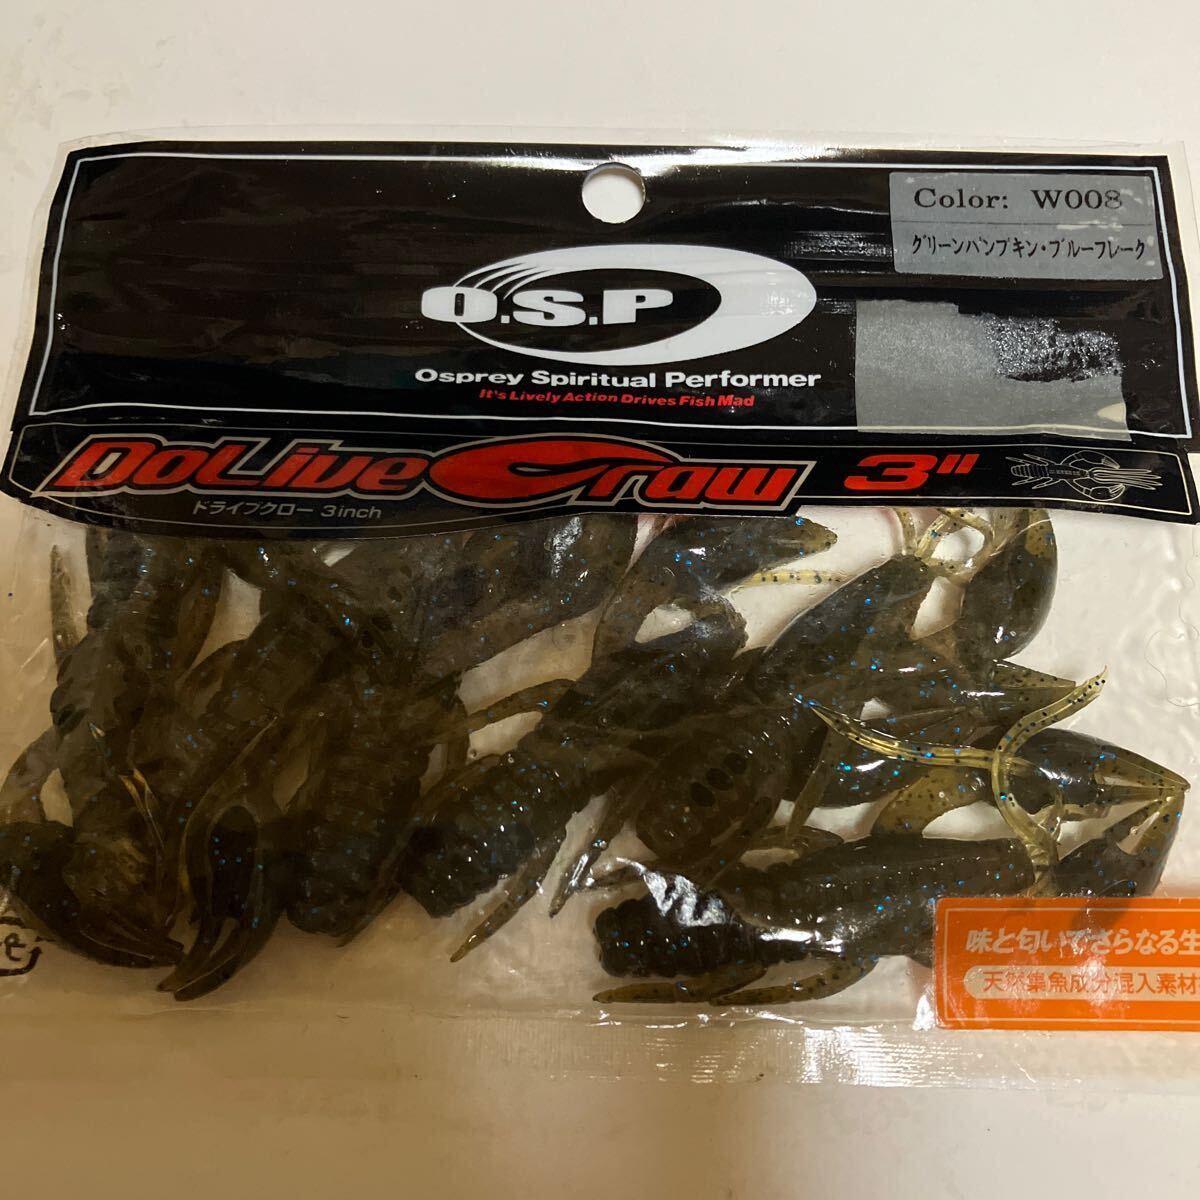 Color: W008
グリーンパンプキン・ブルーフレーク
O.S.P
Osprey Spiritual Performer
It's Lively Action Drives Fish Mad
DoLive Craw 3"
ドライブクロー 3inch
味と匂いでさらなる生
天然集魚成分混入素材